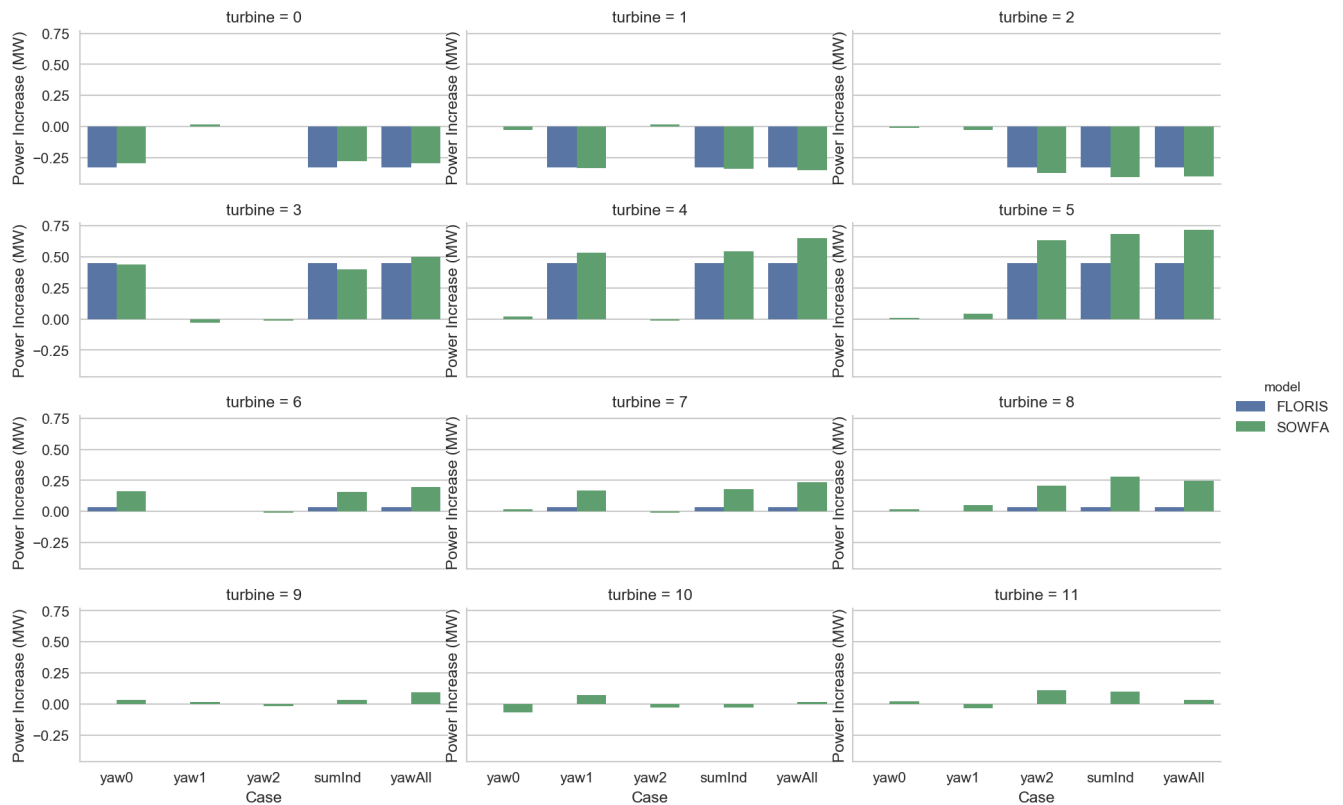 turbine = 0
turbine = 1
turbine = 2
Power Increase (MW)
0.75
0.50
0.25
0.00
−0.25
Power Increase (MW)
Power Increase (MW)
turbine = 3
turbine = 4
turbine = 5
Power Increase (MW)
0.75
0.50
0.25
0.00
−0.25
Power Increase (MW)
Power Increase (MW)
model
FLORIS
SOWFA
turbine = 6
turbine = 7
turbine = 8
Power Increase (MW)
0.75
0.50
0.25
0.00
−0.25
Power Increase (MW)
Power Increase (MW)
turbine = 9
turbine = 10
turbine = 11
Power Increase (MW)
0.75
0.50
0.25
0.00
−0.25
Power Increase (MW)
Power Increase (MW)
yaw0 yaw1 yaw2 sumInd yawAll
Case
yaw0 yaw1 yaw2 sumInd yawAll
Case
yaw0 yaw1 yaw2 sumInd yawAll
Case